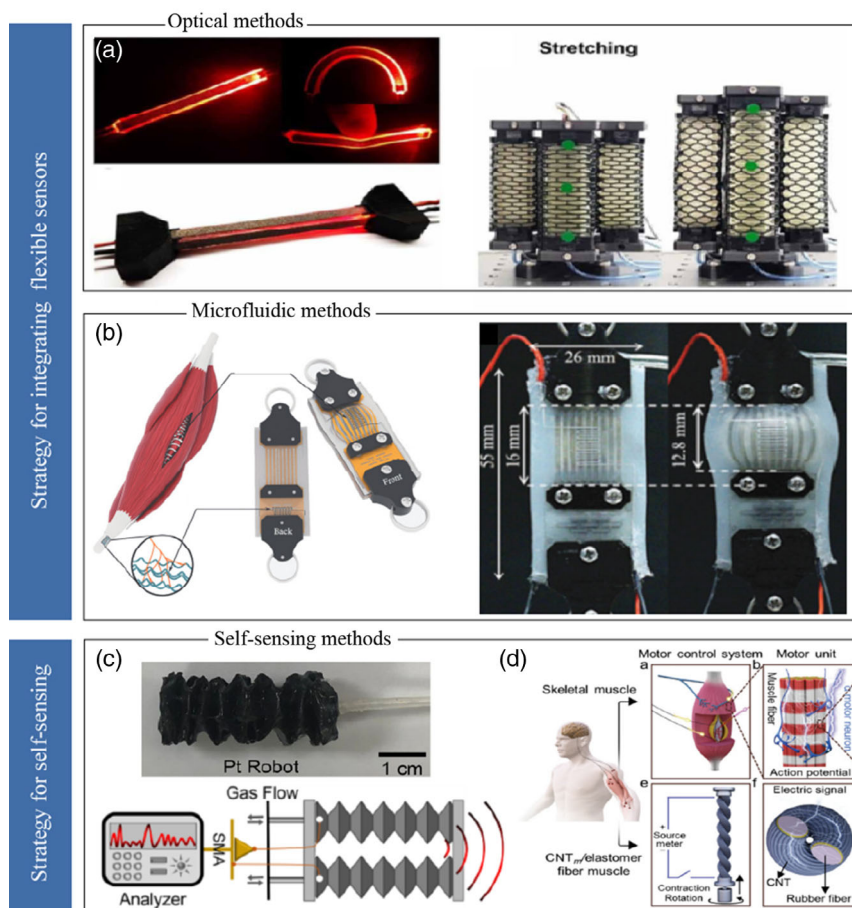 Optical methods
(a)
Stretching
Strategy for integrating flexible sensors
Microfluidic methods
(b)
Back
Front
26 mm
55 mm
16 mm
12.8 mm
Self-sensing methods
Strategy for self-sensing
(c)
Pt Robot
1 cm
Gas Flow
SMA
Analyzer
(d)
Motor control system
Motor unit
a
b
Skeletal muscle
Muscle fiber
α-motor neuron
Action potential
e
f
Electric signal
+
Source
meter
−
CNTm/elastomer
fiber muscle
Contraction
Rotation
CNT
Rubber fiber